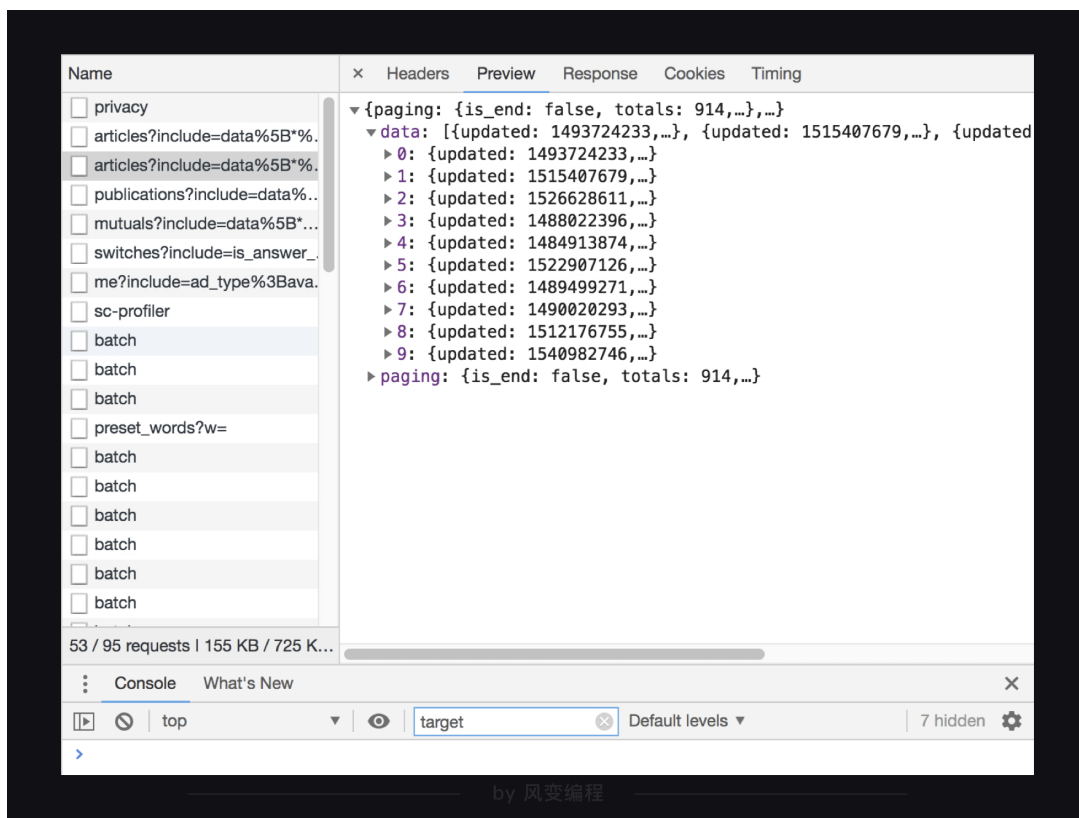 Name
× Headers Preview Response Cookies Timing
privacy
articles?include=data%5B*%.
articles?include=data%5B*%.
publications?include=data%..
mutuals?include=data%5B*...
switches?include=is_answer_.
me?include=ad_type%3Bava.
sc-profiler
batch
batch
batch
preset_words?w=
batch
batch
batch
batch
batch
batch
53 / 95 requests | 155 KB / 725 K...
▼{paging: {is_end: false, totals: 914,…},…}
▼data: [{updated: 1493724233,…}, {updated: 1515407679,…}, {updated
▶0: {updated: 1493724233,…}
▶1: {updated: 1515407679,…}
▶2: {updated: 1526628611,…}
▶3: {updated: 1488022396,…}
▶4: {updated: 1484913874,…}
▶5: {updated: 1522907126,…}
▶6: {updated: 1489499271,…}
▶7: {updated: 1490020293,…}
▶8: {updated: 1512176755,…}
▶9: {updated: 1540982746,…}
▶paging: {is_end: false, totals: 914,…}
Console What's New ×
top ▼ target Default levels ▼ 7 hidden
>
by 风变编程